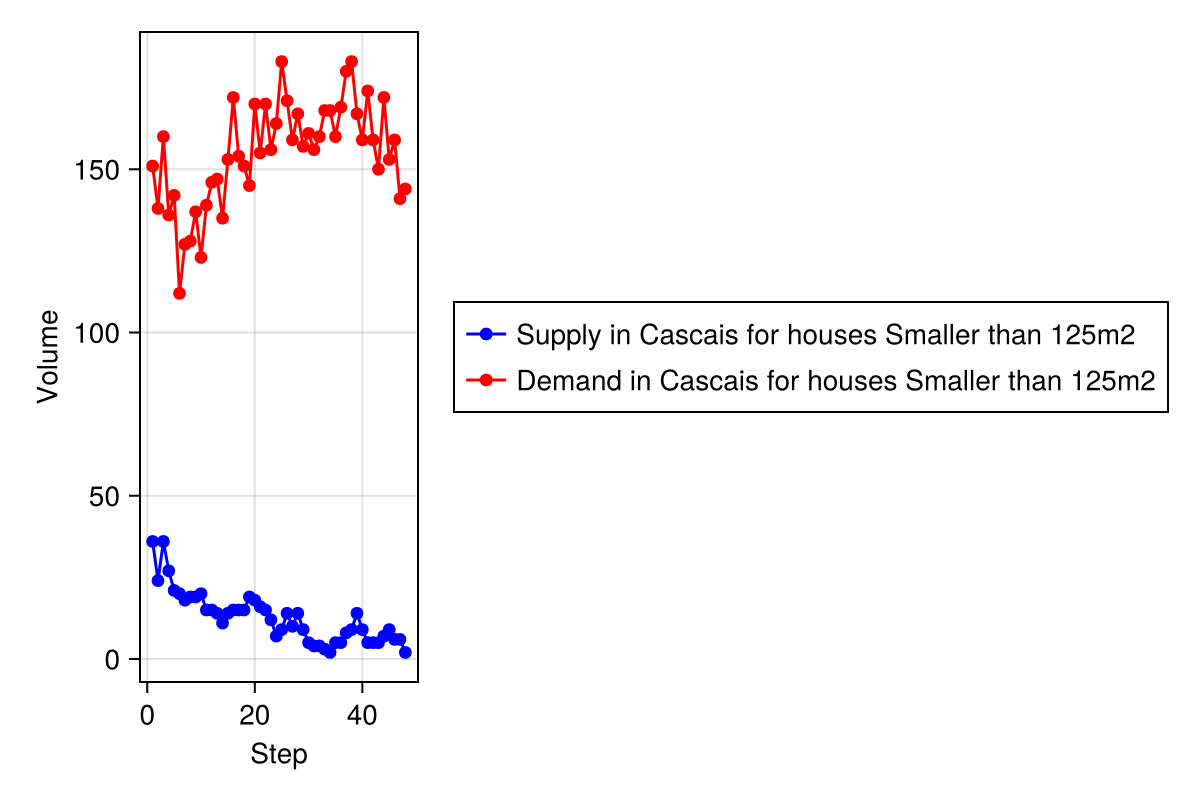 150
100
50
0
Volume
0 20 40
Step
Supply in Cascais for houses Smaller than 125m2
Demand in Cascais for houses Smaller than 125m2